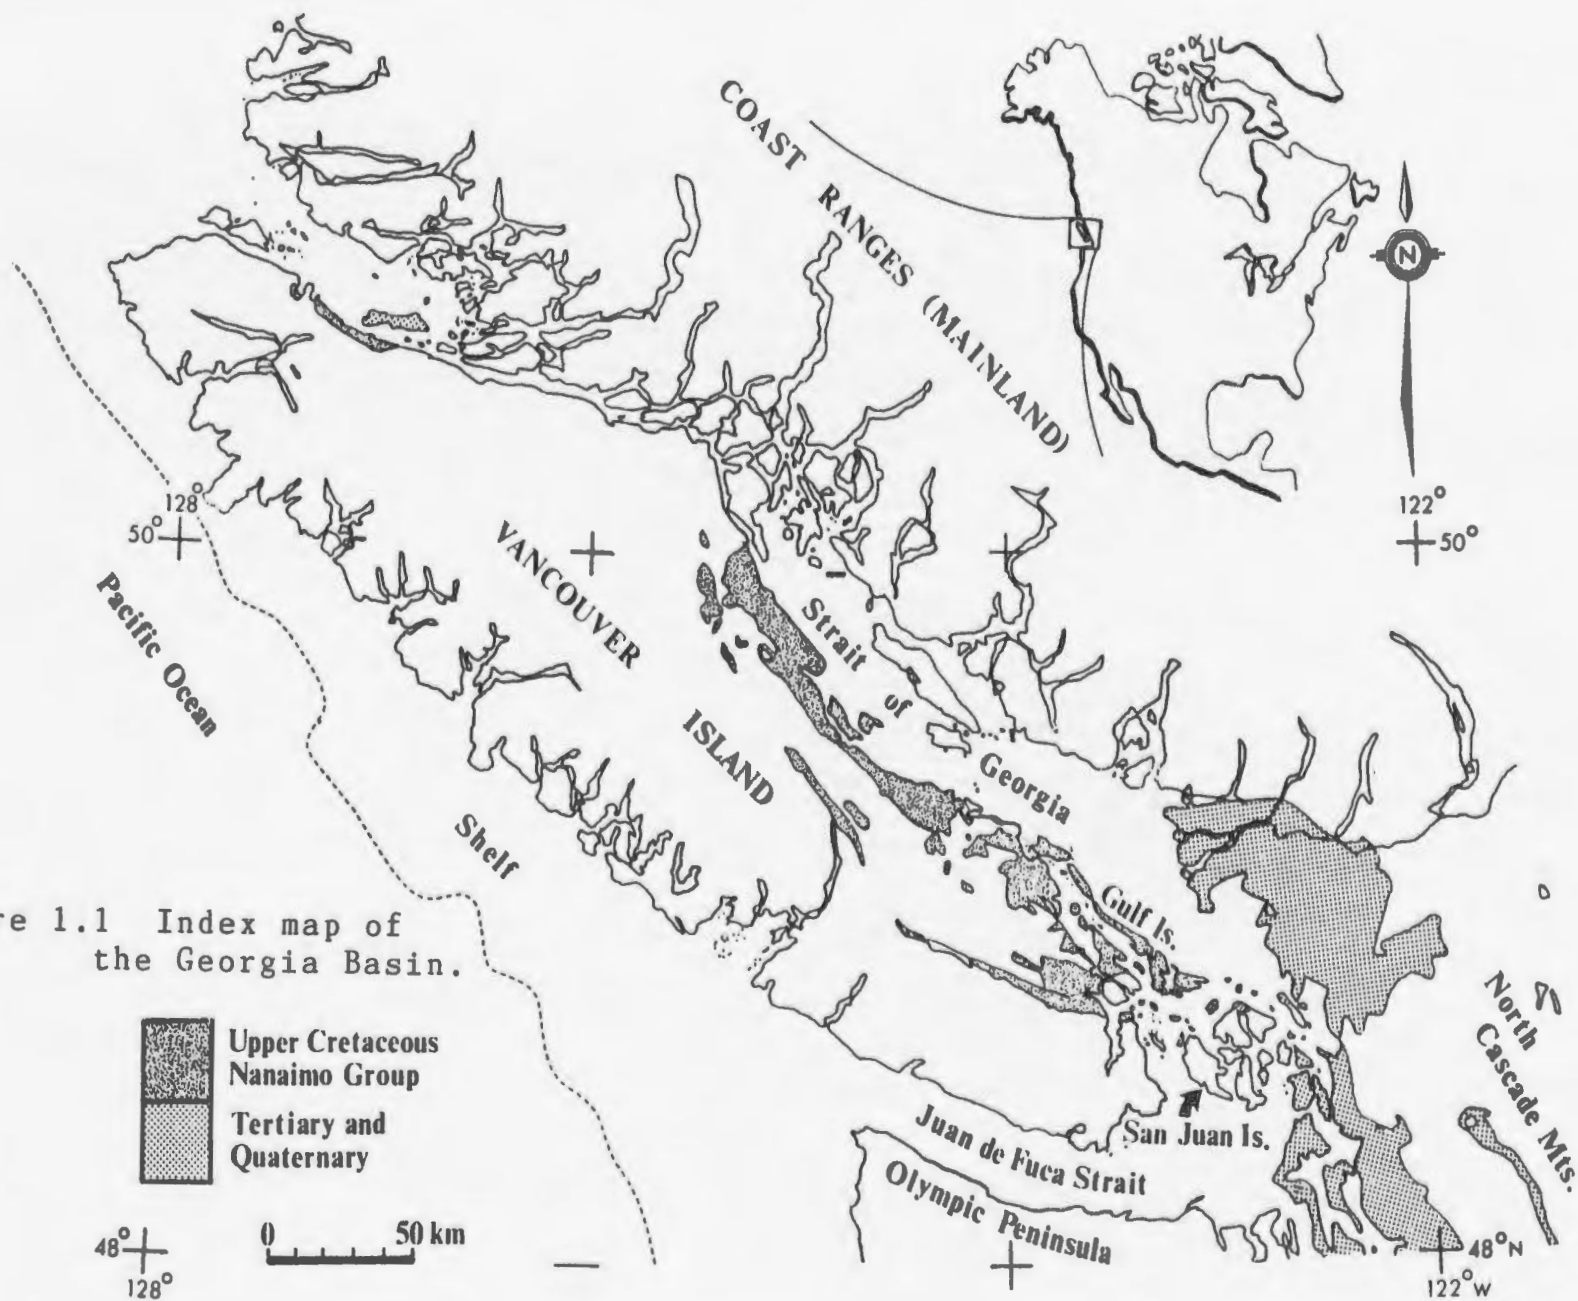 COAST RANGES (MAINLAND)
N
128°
50°
122°
50°
VANCOUVER
ISLAND
Strait
of
Georgia
Pacific Ocean
Shelf
Gulf Is.
North
Cascade Mts.
re 1.1 Index map of
the Georgia Basin.
Upper Cretaceous
Nanaimo Group
Tertiary and
Quaternary
San Juan Is.
Juan de Fuca Strait
Olympic Peninsula
0 50 km
48°
128°
48°N
122°W